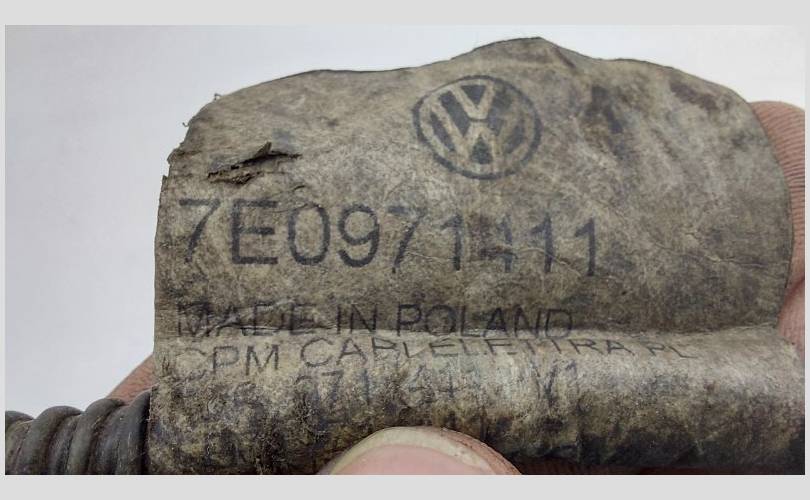 7E0971411
MADE IN POLAND
CPM CABLELETTRA PL